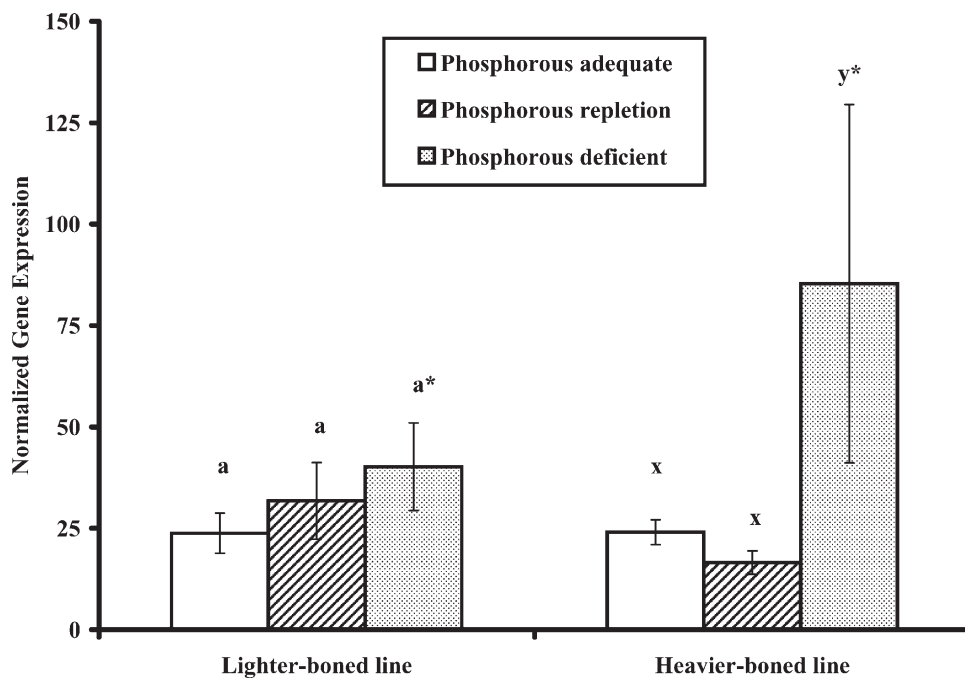 150
125
100
75
50
25
0
Normalized Gene Expression
Phosphorous adequate
Phosphorous repletion
Phosphorous deficient
a
a
a*
x
x
y*
Lighter-boned line
Heavier-boned line